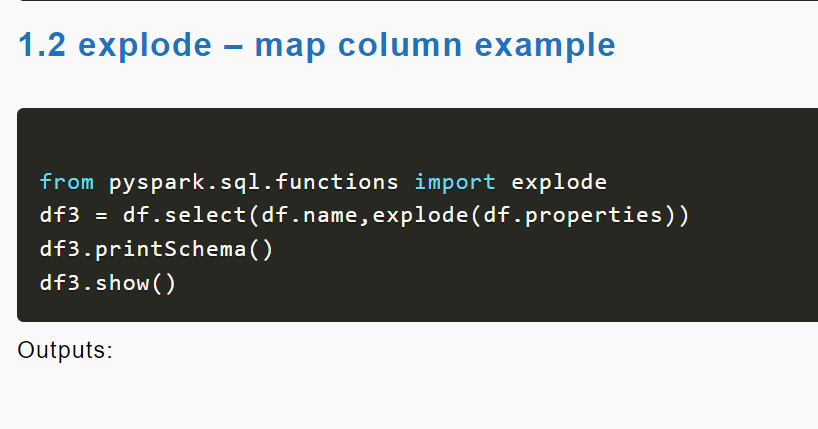 1.2 explode – map column example
from pyspark.sql.functions import explode
df3 = df.select(df.name,explode(df.properties))
df3.printSchema()
df3.show()
Outputs: